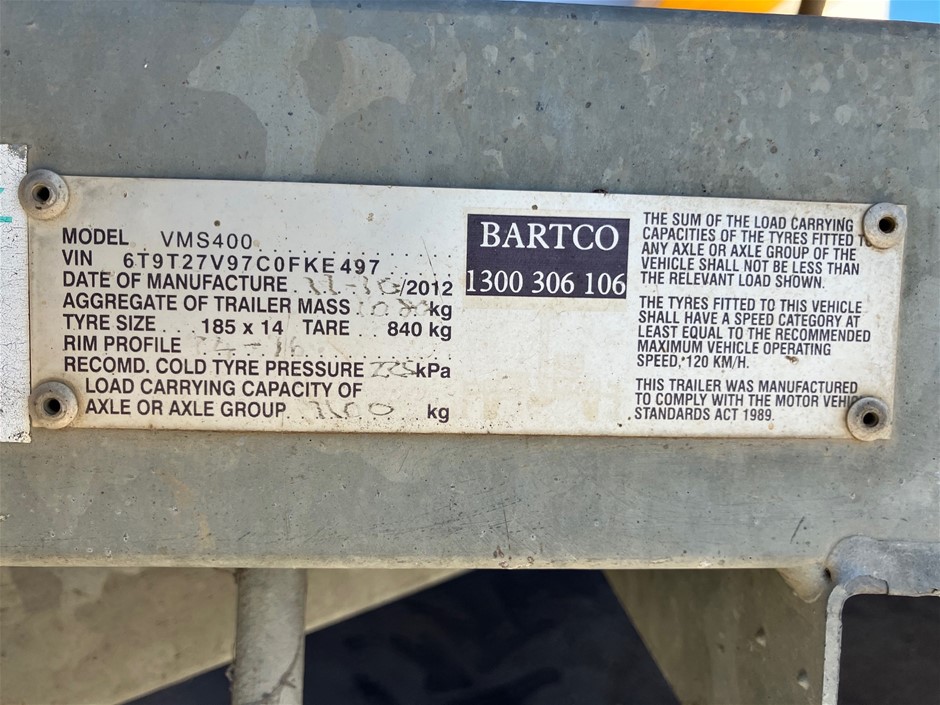 MODEL VMS400
VIN 6T9T27V97C0FKE497
DATE OF MANUFACTURE /2012
AGGREGATE OF TRAILER MASS kg
TYRE SIZE 185 x 14 TARE 840 kg
RIM PROFILE
RECOMD. COLD TYRE PRESSURE 225 kPa
LOAD CARRYING CAPACITY OF
AXLE OR AXLE GROUP kg
BARTCO
1300 306 106
THE SUM OF THE LOAD CARRYING
CAPACITIES OF THE TYRES FITTED TO
ANY AXLE OR AXLE GROUP OF THE
VEHICLE SHALL NOT BE LESS THAN
THE RELEVANT LOAD SHOWN.
THE TYRES FITTED TO THIS VEHICLE
SHALL HAVE A SPEED CATEGORY AT
LEAST EQUAL TO THE RECOMMENDED
MAXIMUM VEHICLE OPERATING
SPEED. 120 KM/H.
THIS TRAILER WAS MANUFACTURED
TO COMPLY WITH THE MOTOR VEHIC
STANDARDS ACT 1989.